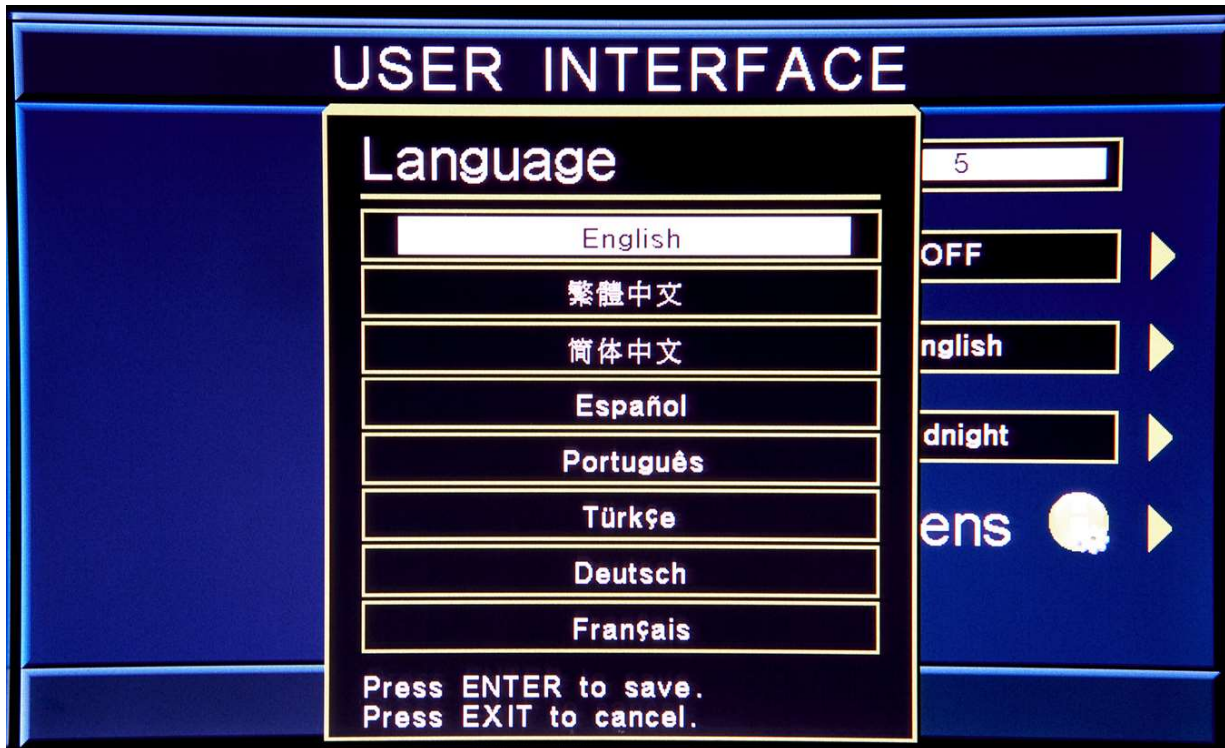 USER INTERFACE
Language
English
繁體中文
简体中文
Español
Português
Türkçe
Deutsch
Français
Press ENTER to save.
Press EXIT to cancel.
5
OFF
nglish
dnight
ens